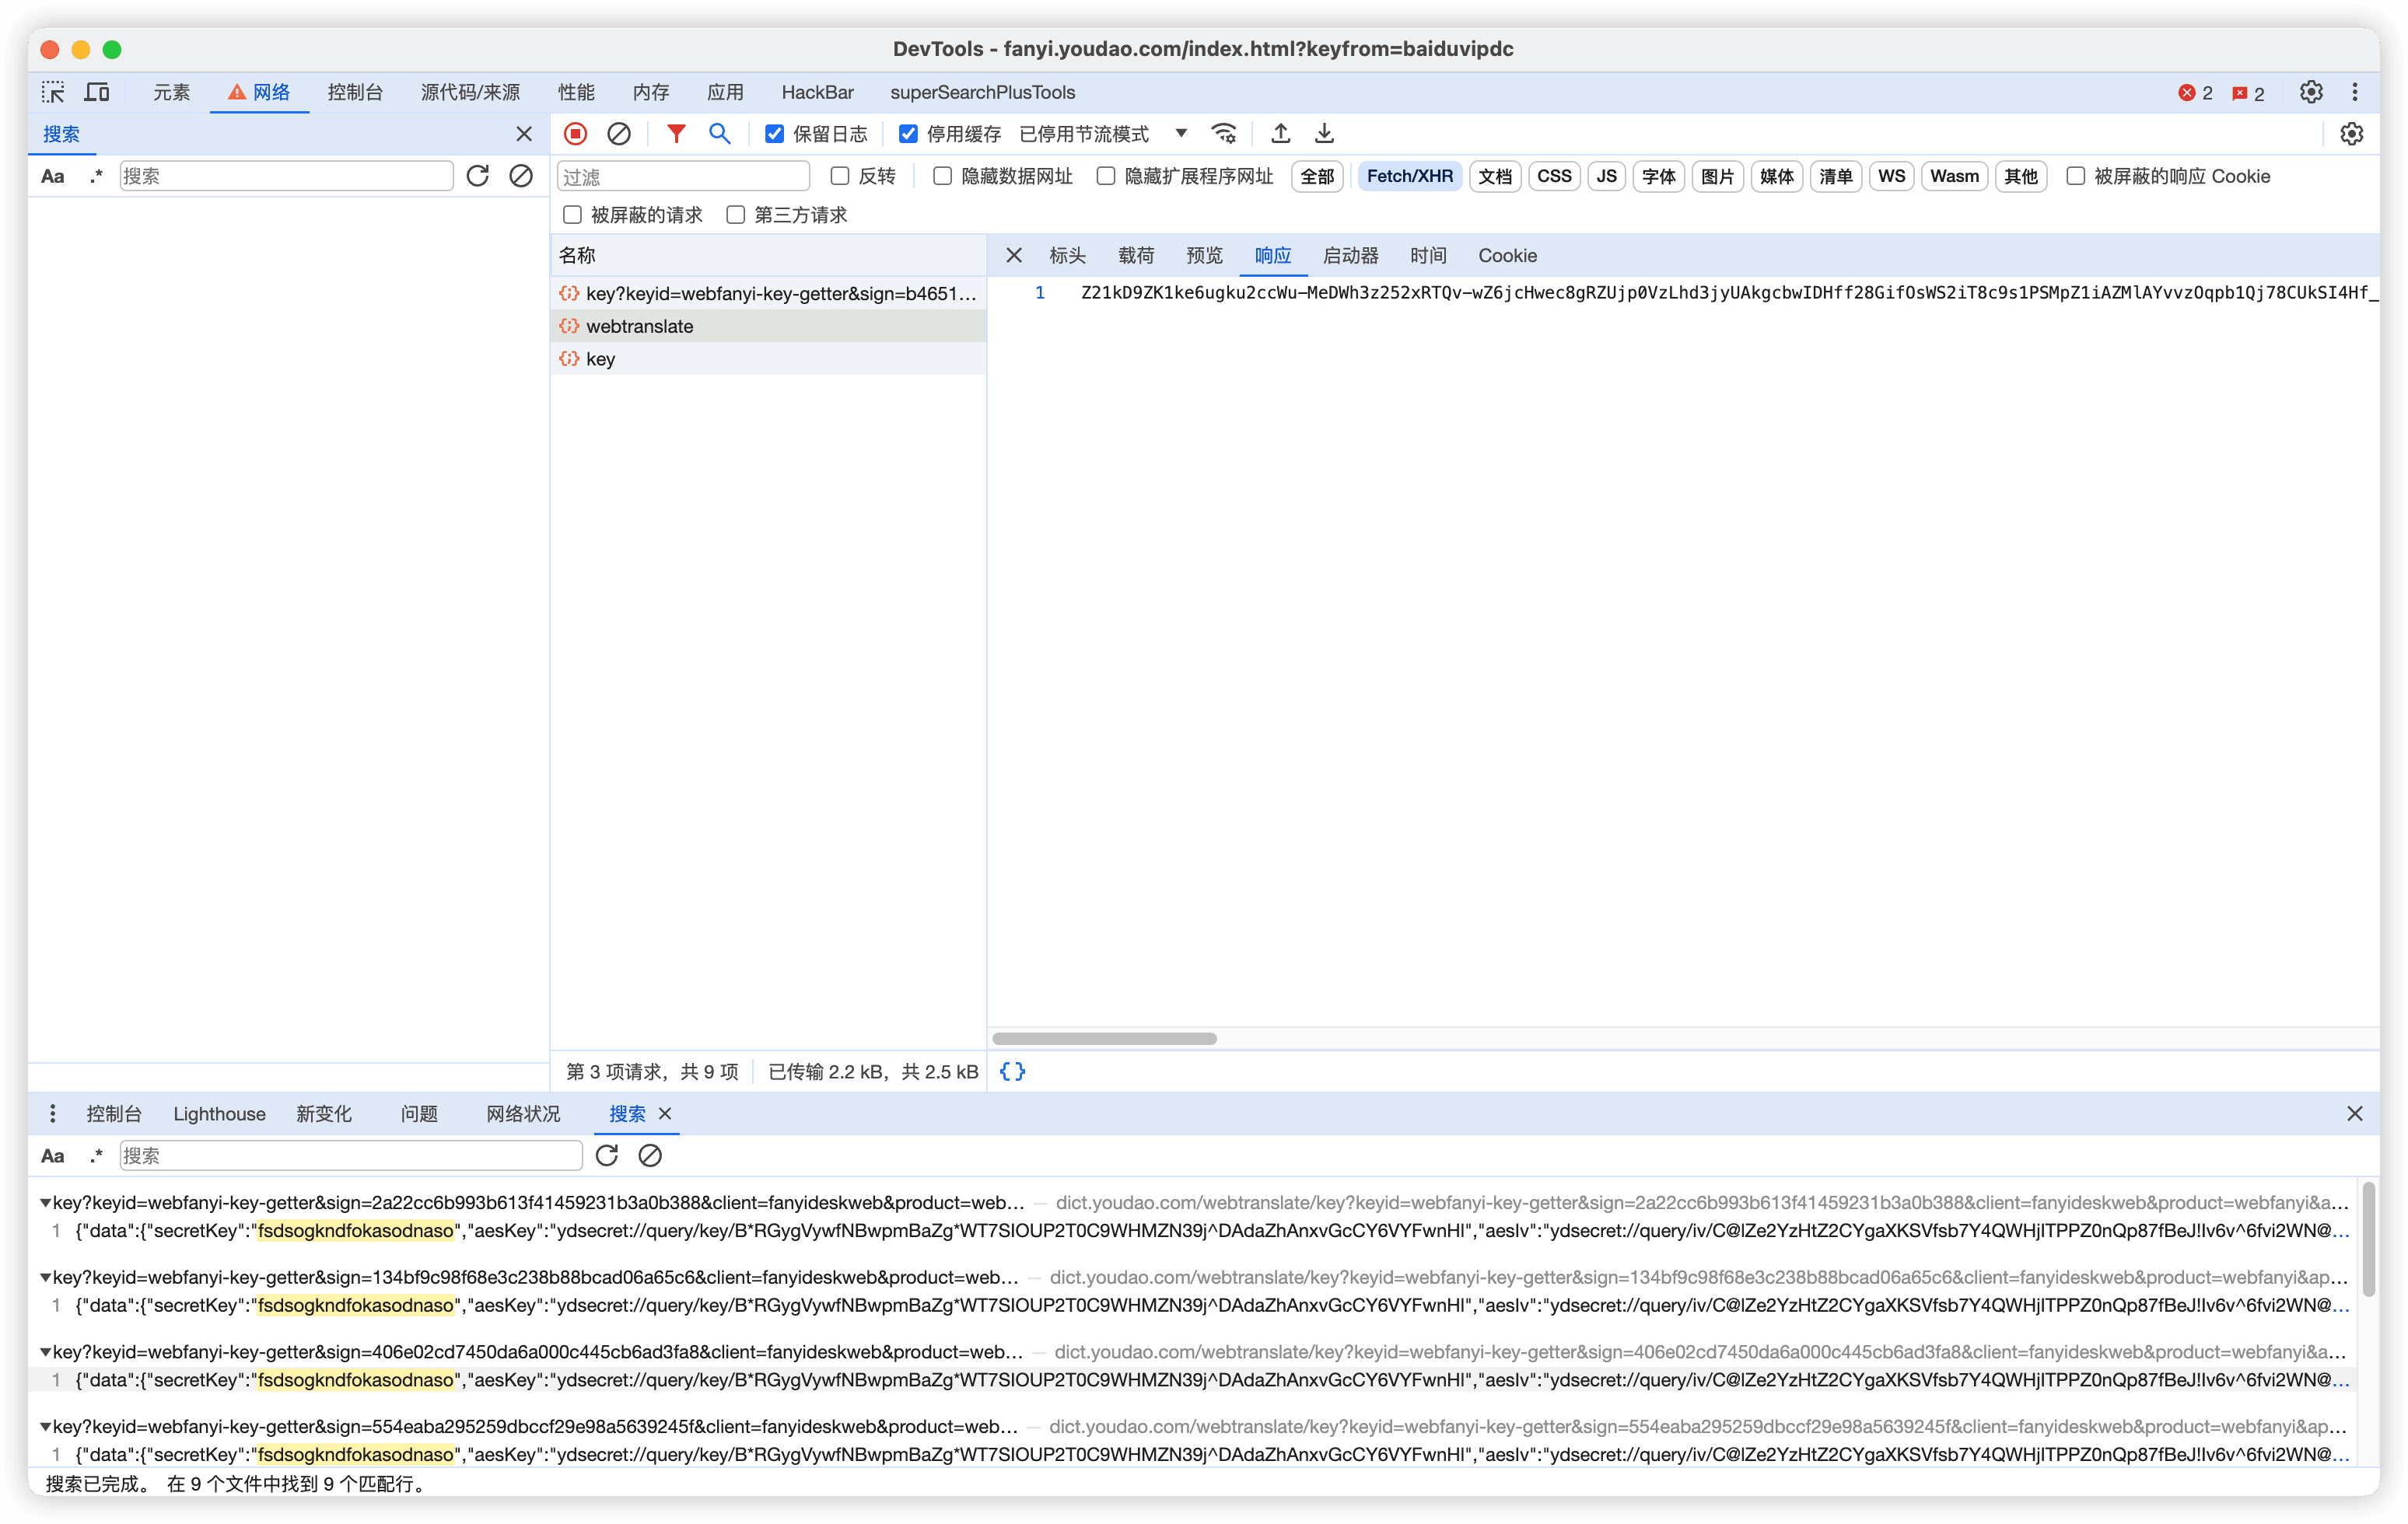 DevTools - fanyi.youdao.com/index.html?keyfrom=baiduvipdc
元素 网络 控制台 源代码/来源 性能 内存 应用 HackBar superSearchPlusTools 2 2
搜索
保留日志 停用缓存 已停用节流模式
Aa .* 搜索
过滤 反转 隐藏数据网址 隐藏扩展程序网址 全部 Fetch/XHR 文档 CSS JS 字体 图片 媒体 清单 WS Wasm 其他 被屏蔽的响应 Cookie
被屏蔽的请求 第三方请求
名称
key?keyid=webfanyi-key-getter&sign=b4651…
webtranslate
key
标头 载荷 预览 响应 启动器 时间 Cookie
1 Z21kD9ZK1ke6ugku2ccWu-MeDWh3z252xRTQv-wZ6jcHwec8gRZUjp0VzLhd3jyUAkgcbwIDHff28GifOsWS2iT8c9s1PSMpZ1iAZMlAYvvzOqpb1Qj78CUkSI4Hf_
第 3 项请求，共 9 项 已传输 2.2 kB，共 2.5 kB {}
控制台 Lighthouse 新变化 问题 网络状况 搜索
Aa .* 搜索
key?keyid=webfanyi-key-getter&sign=2a22cc6b993b613f41459231b3a0b388&client=fanyideskweb&product=web… — dict.youdao.com/webtranslate/key?keyid=webfanyi-key-getter&sign=2a22cc6b993b613f41459231b3a0b388&client=fanyideskweb&product=webfanyi&a…
1 {"data":{"secretKey":"fsdsogkndfokasodnaso","aesKey":"ydsecret://query/key/B*RGygVywfNBwpmBaZg*WT7SIOUP2T0C9WHMZN39j^DAdaZhAnxvGcCY6VYFwnHl","aesIv":"ydsecret://query/iv/C@lZe2YzHtZ2CYgaXKSVfsb7Y4QWHjITPPZ0nQp87fBeJ!Iv6v^6fvi2WN@…
key?keyid=webfanyi-key-getter&sign=134bf9c98f68e3c238b88bcad06a65c6&client=fanyideskweb&product=web… — dict.youdao.com/webtranslate/key?keyid=webfanyi-key-getter&sign=134bf9c98f68e3c238b88bcad06a65c6&client=fanyideskweb&product=webfanyi&ap…
1 {"data":{"secretKey":"fsdsogkndfokasodnaso","aesKey":"ydsecret://query/key/B*RGygVywfNBwpmBaZg*WT7SIOUP2T0C9WHMZN39j^DAdaZhAnxvGcCY6VYFwnHl","aesIv":"ydsecret://query/iv/C@lZe2YzHtZ2CYgaXKSVfsb7Y4QWHjITPPZ0nQp87fBeJ!Iv6v^6fvi2WN@…
key?keyid=webfanyi-key-getter&sign=406e02cd7450da6a000c445cb6ad3fa8&client=fanyideskweb&product=web… — dict.youdao.com/webtranslate/key?keyid=webfanyi-key-getter&sign=406e02cd7450da6a000c445cb6ad3fa8&client=fanyideskweb&product=webfanyi&a…
1 {"data":{"secretKey":"fsdsogkndfokasodnaso","aesKey":"ydsecret://query/key/B*RGygVywfNBwpmBaZg*WT7SIOUP2T0C9WHMZN39j^DAdaZhAnxvGcCY6VYFwnHl","aesIv":"ydsecret://query/iv/C@lZe2YzHtZ2CYgaXKSVfsb7Y4QWHjITPPZ0nQp87fBeJ!Iv6v^6fvi2WN@…
key?keyid=webfanyi-key-getter&sign=554eaba295259dbccf29e98a5639245f&client=fanyideskweb&product=web… — dict.youdao.com/webtranslate/key?keyid=webfanyi-key-getter&sign=554eaba295259dbccf29e98a5639245f&client=fanyideskweb&product=webfanyi&ap…
1 {"data":{"secretKey":"fsdsogkndfokasodnaso","aesKey":"ydsecret://query/key/B*RGygVywfNBwpmBaZg*WT7SIOUP2T0C9WHMZN39j^DAdaZhAnxvGcCY6VYFwnHl","aesIv":"ydsecret://query/iv/C@lZe2YzHtZ2CYgaXKSVfsb7Y4QWHjITPPZ0nQp87fBeJ!Iv6v^6fvi2WN@…
搜索已完成。 在 9 个文件中找到 9 个匹配行。